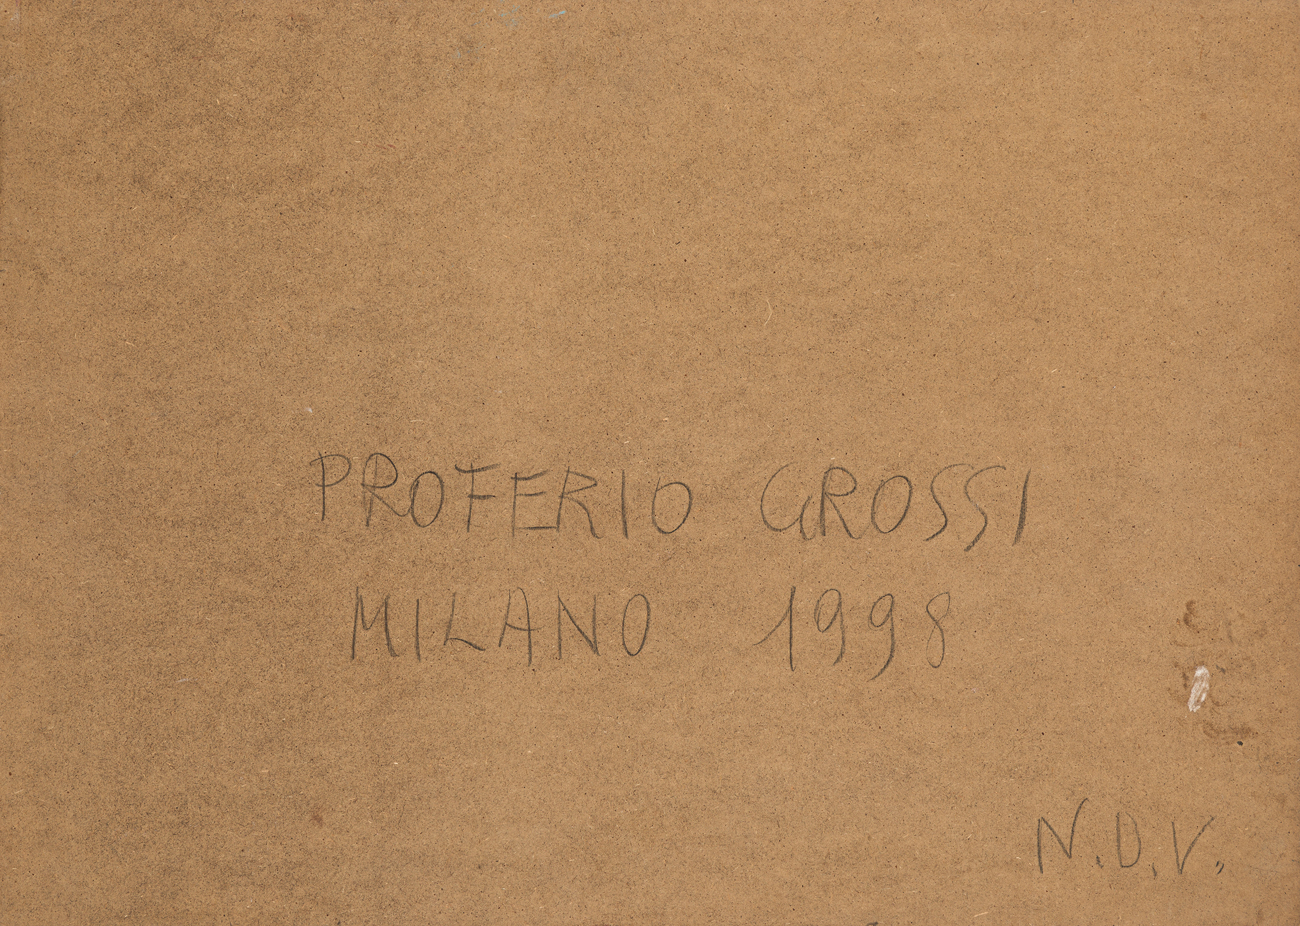 PROFERIO GROSSI
MILANO 1998
N.D.V.